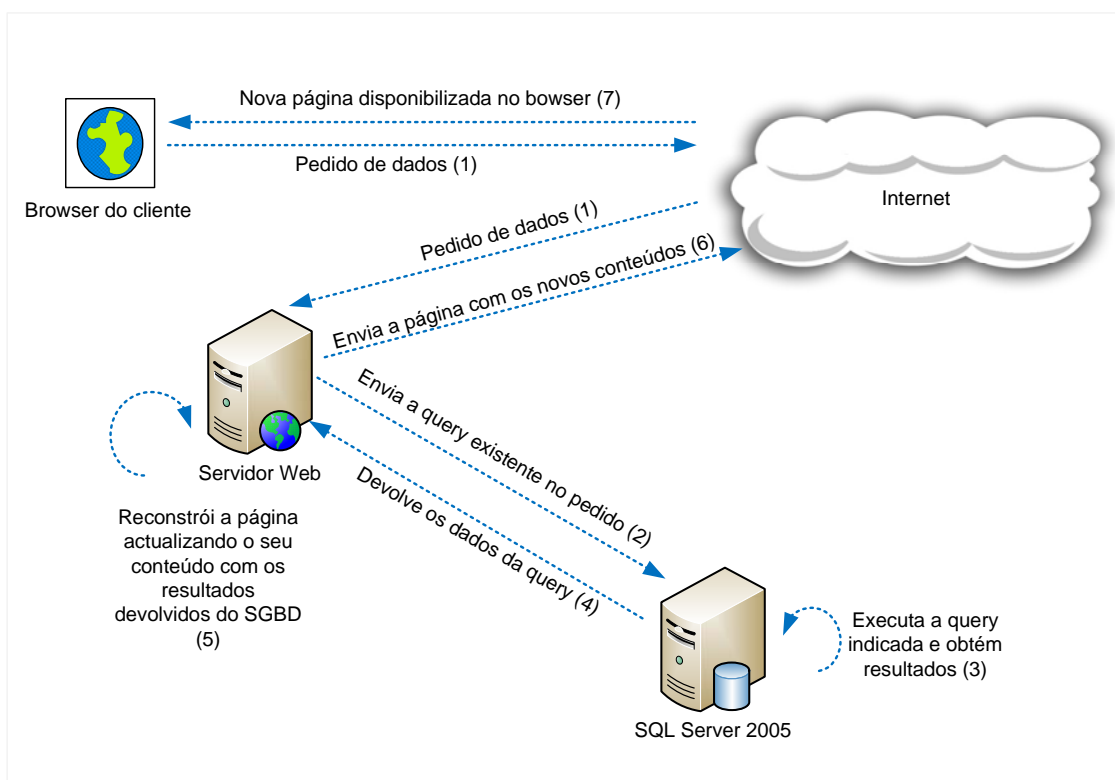 Nova página disponibilizada no bowser (7)
Pedido de dados (1)
Browser do cliente
Internet
Pedido de dados (1)
Envia a página com os novos conteúdos (6)
Envia a query existente no pedido (2)
Devolve os dados da query (4)
Servidor Web
Reconstrói a página
actualizando o seu
conteúdo com os
resultados
devolvidos do SGBD
(5)
Executa a query
indicada e obtém
resultados (3)
SQL Server 2005